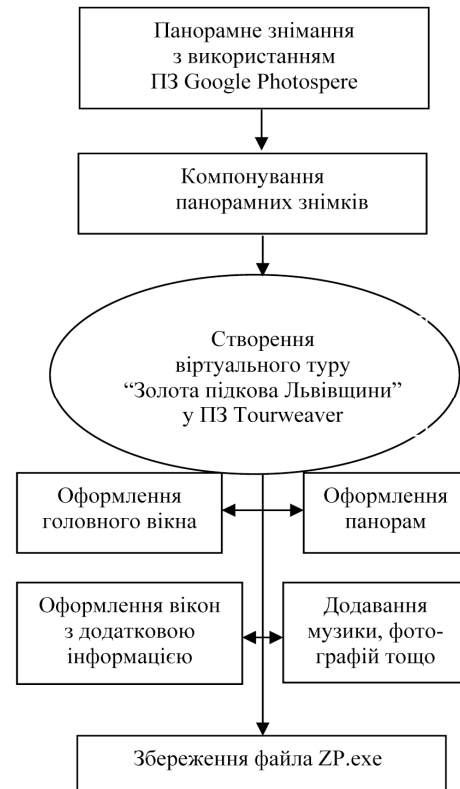 Панорамне знімання
з використанням
ПЗ Google Photospere
Компонування
панорамних знімків
Створення
віртуального туру
“Золота підкова Львівщини”
у ПЗ Tourweaver
Оформлення
головного вікна
Оформлення
панорам
Оформлення вікон
з додатковою
інформацією
Додавання
музики, фото-
графій тощо
Збереження файла ZP.exe